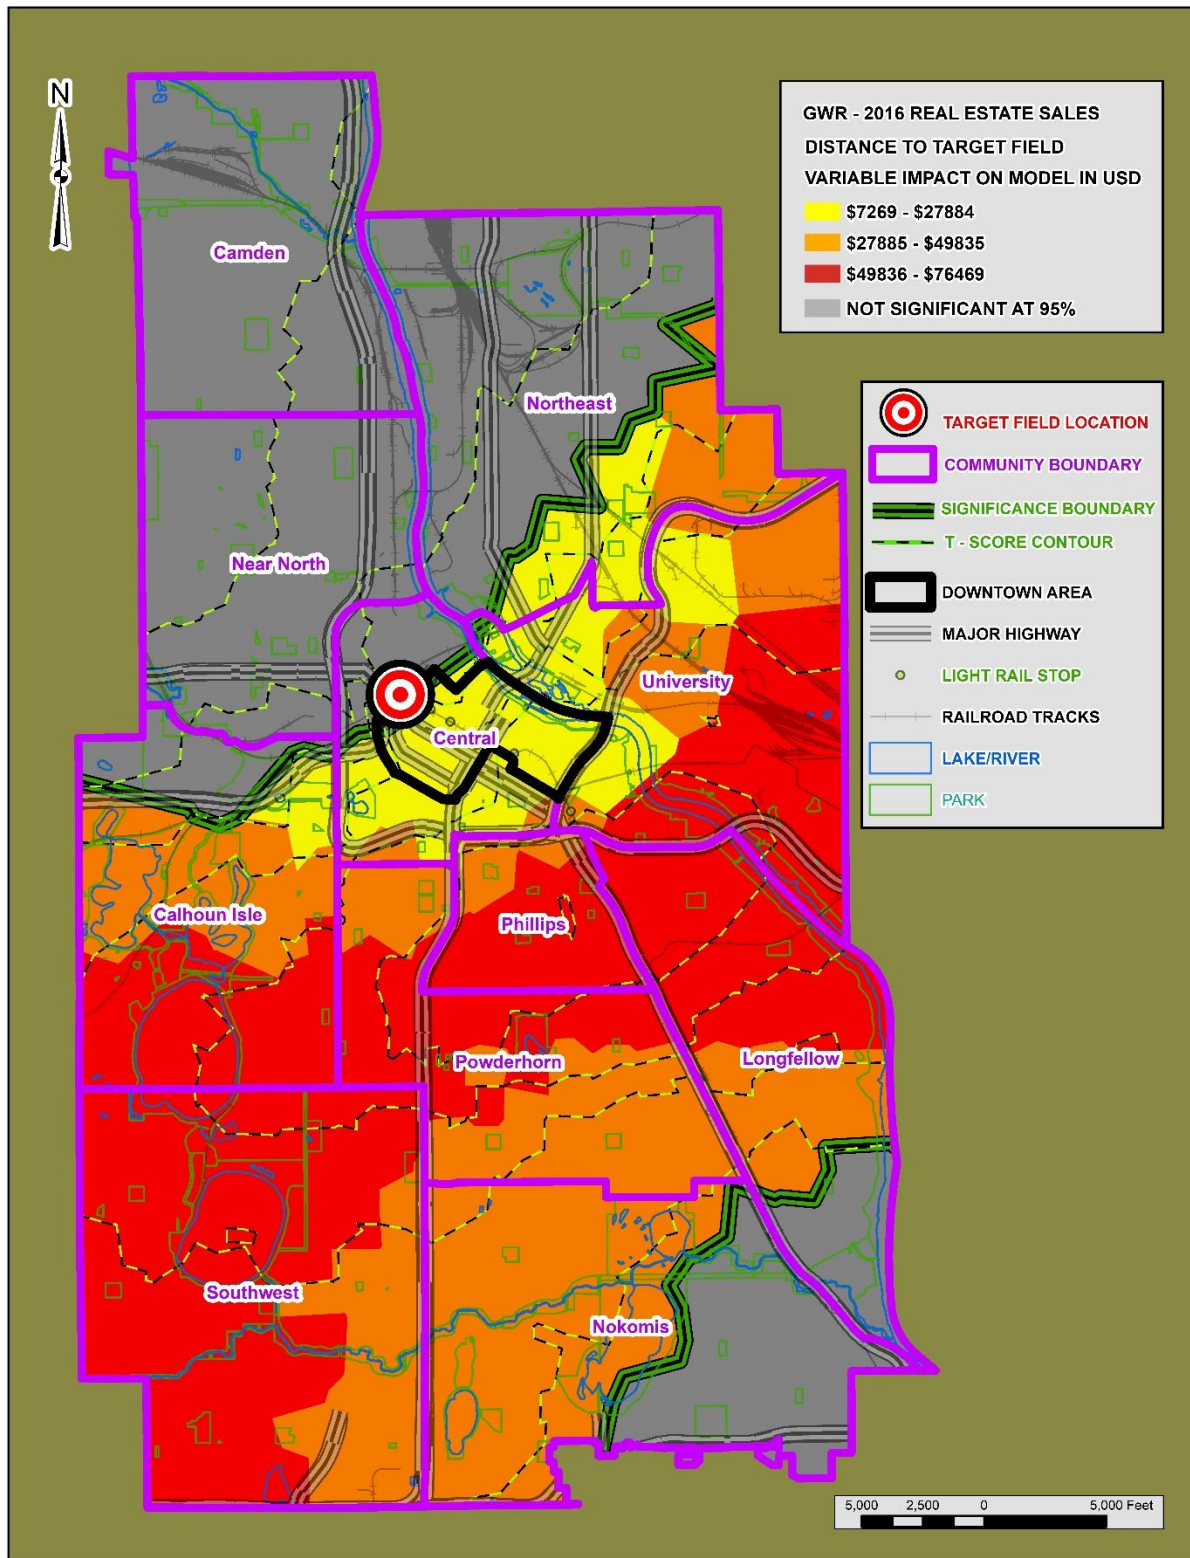 N
GWR - 2016 REAL ESTATE SALES
DISTANCE TO TARGET FIELD
VARIABLE IMPACT ON MODEL IN USD
$7269 - $27884
$27885 - $49835
$49836 - $76469
NOT SIGNIFICANT AT 95%
TARGET FIELD LOCATION
COMMUNITY BOUNDARY
SIGNIFICANCE BOUNDARY
T - SCORE CONTOUR
DOWNTOWN AREA
MAJOR HIGHWAY
LIGHT RAIL STOP
RAILROAD TRACKS
LAKE/RIVER
PARK
Camden
Northeast
Near North
University
Central
Calhoun Isle
Phillips
Powderhorn
Longfellow
Southwest
Nokomis
5,000 2,500 0 5,000 Feet